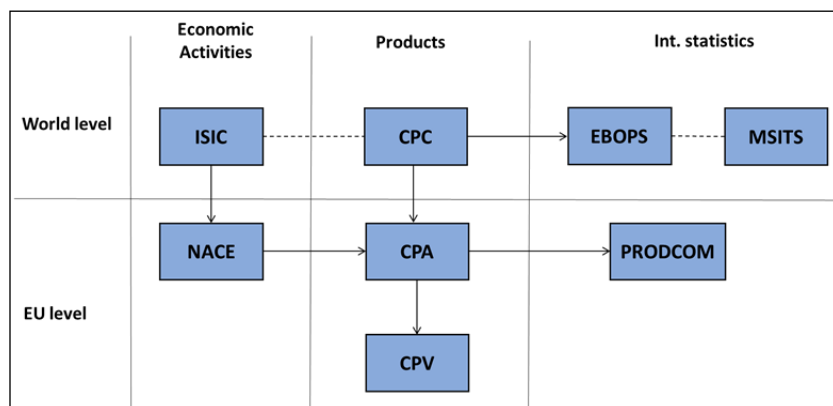 Economic
Activities
Products
Int. statistics
World level
ISIC
CPC
EBOPS
MSITS
NACE
CPA
PRODCOM
EU level
CPV